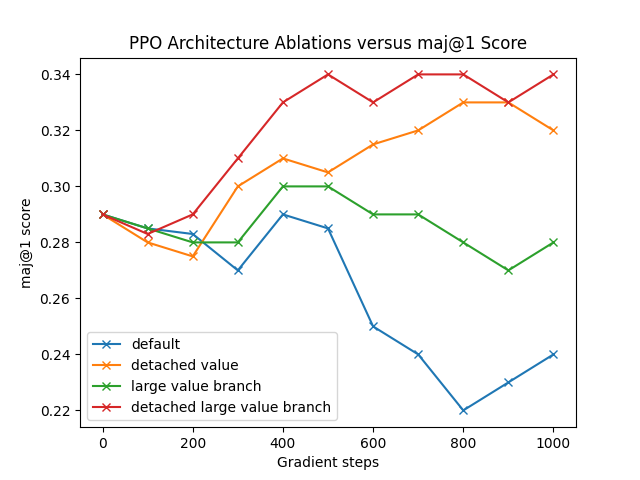 PPO Architecture Ablations versus maj@1 Score
maj@1 score
0.34
0.32
0.30
0.28
0.26
0.24
0.22
default
detached value
large value branch
detached large value branch
0 200 400 600 800 1000
Gradient steps